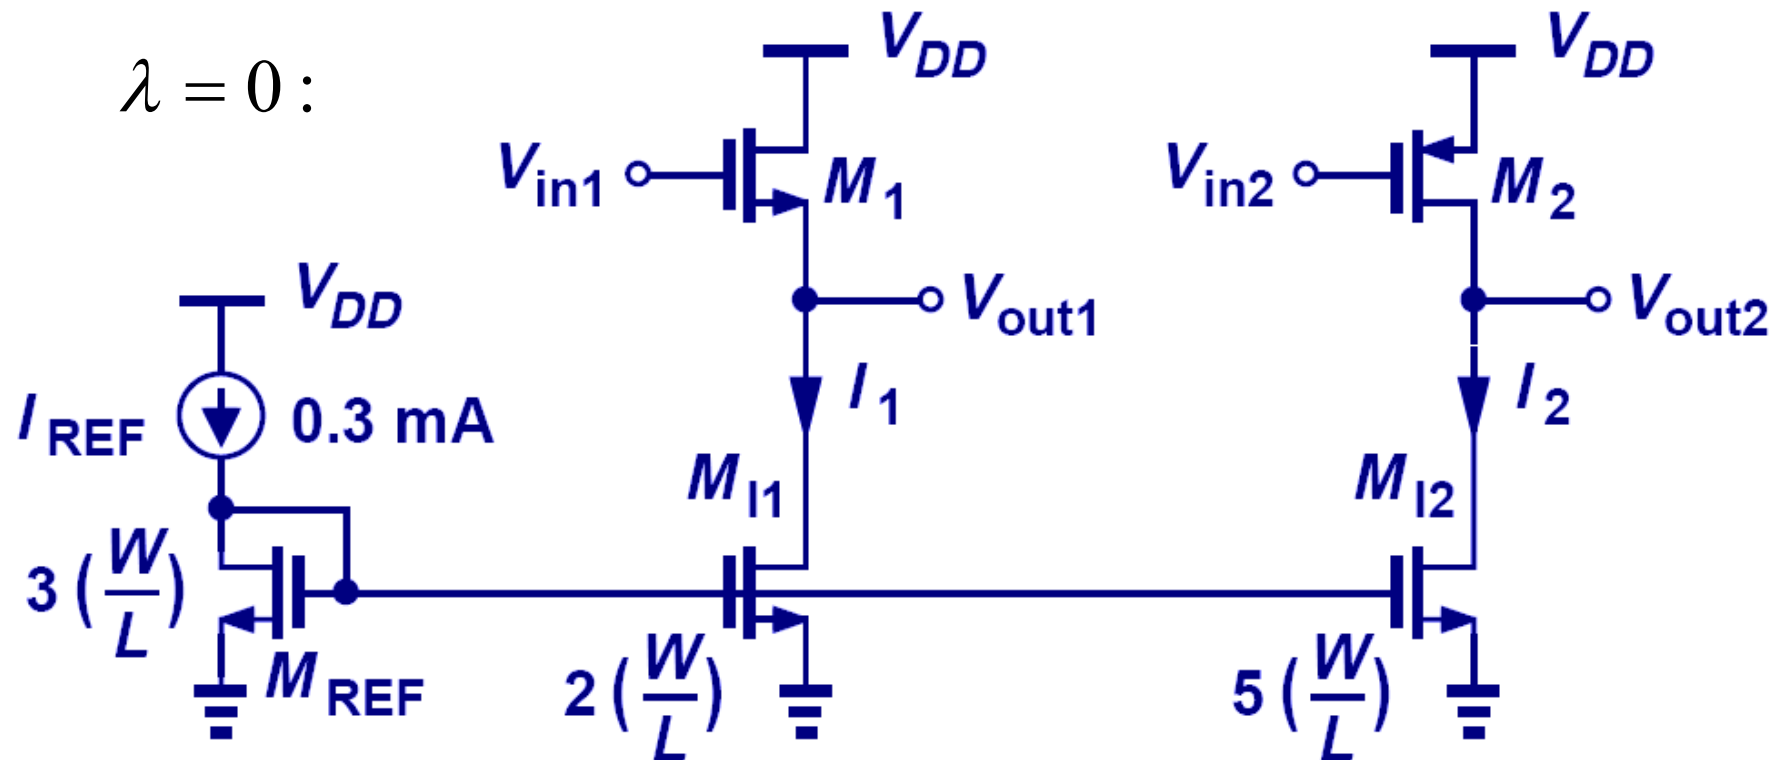 λ = 0 :
V_DD
V_DD
V_in1
M_1
V_in2
M_2
V_DD
V_out1
V_out2
I_REF
0.3 mA
I_1
I_2
M_I1
M_I2
3 (W/L)
M_REF
2 (W/L)
5 (W/L)